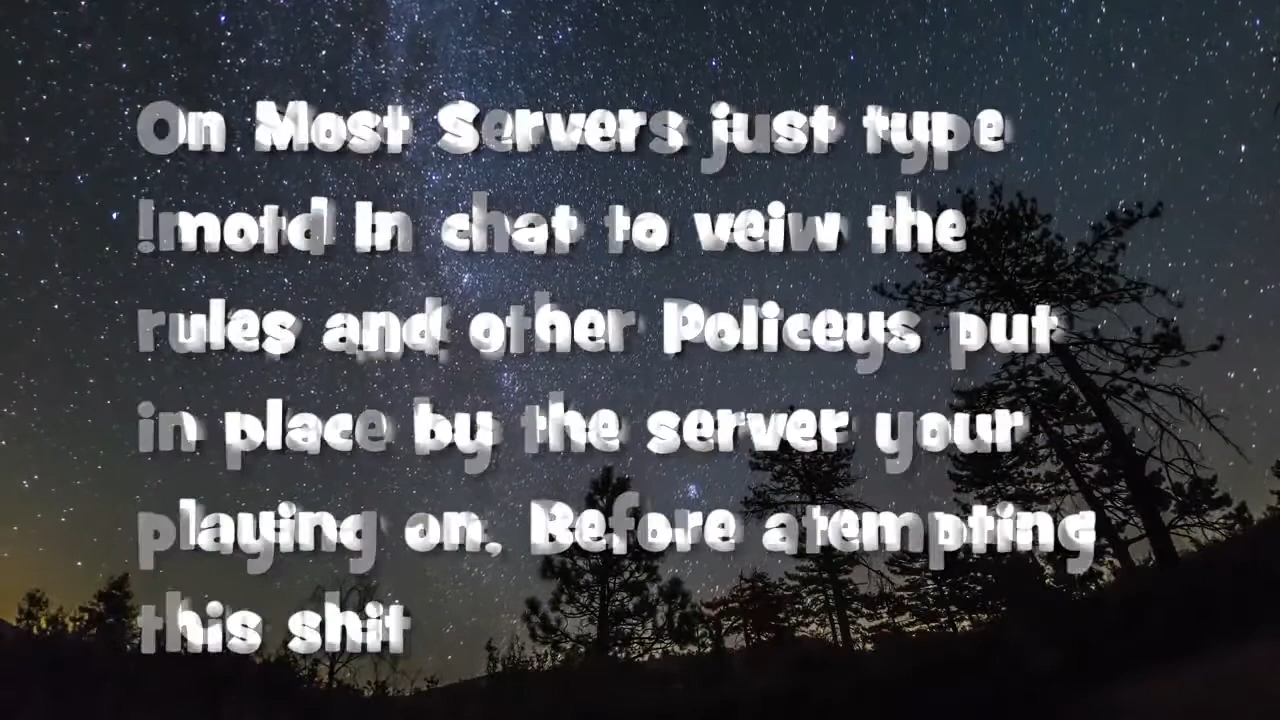 On Most Servers just type
!motd In chat to veiw the
rules and other Policeys put
in place by the server your
playing on. Before atempting
this shit